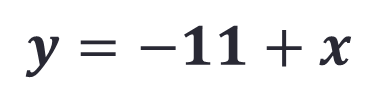 y = −11 + x